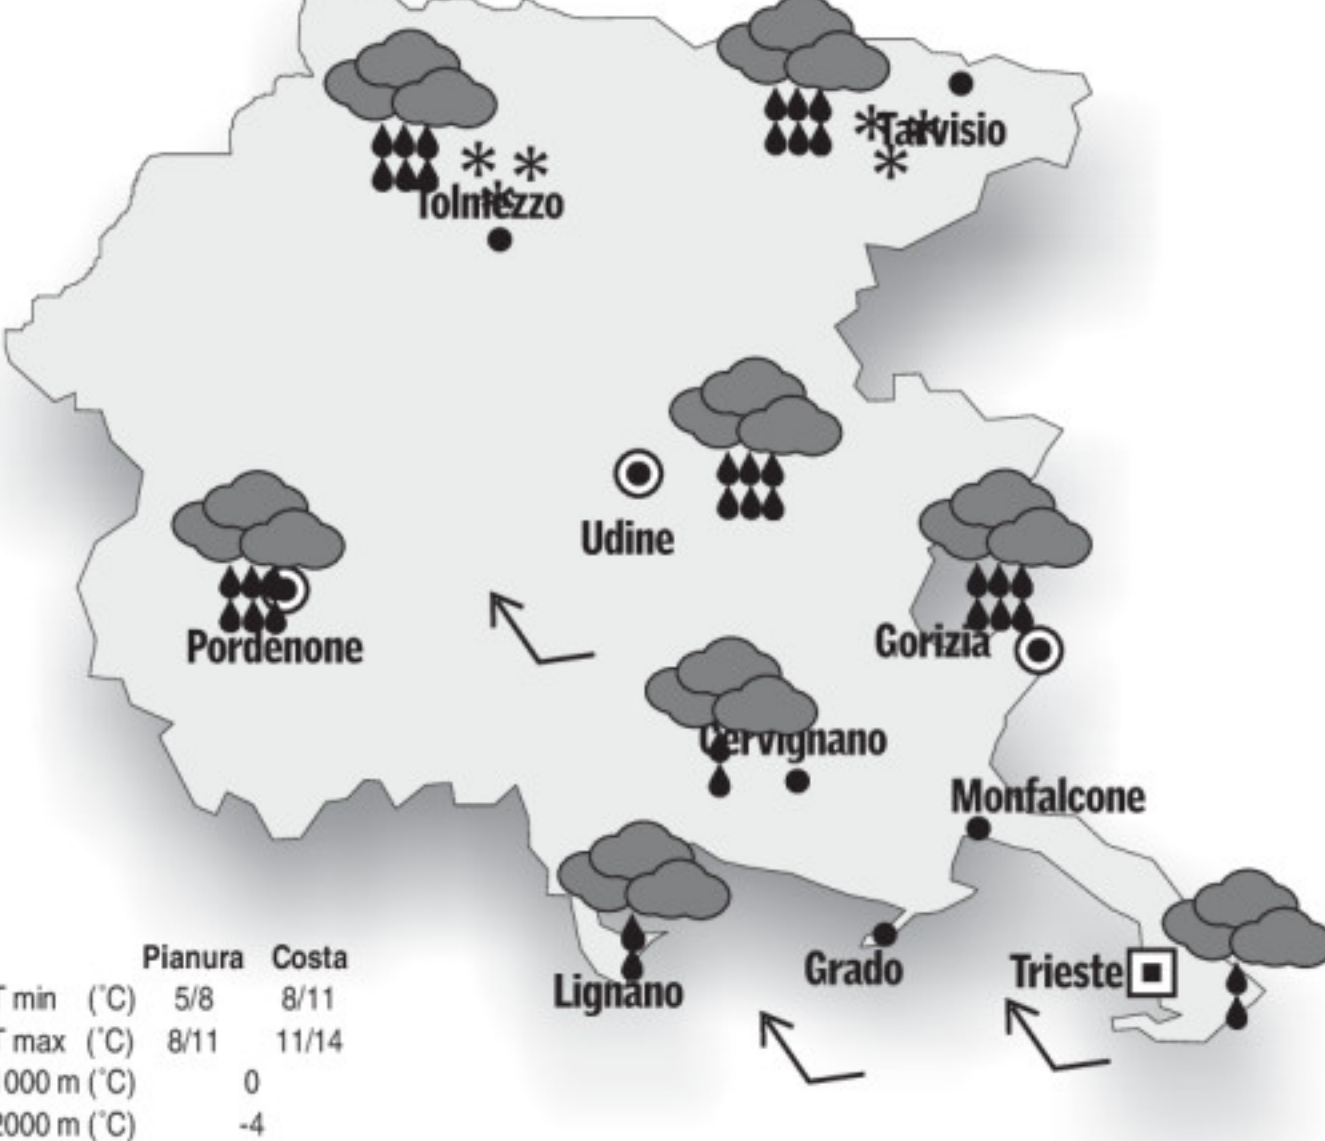 Tarvisio
Tolmezzo
Udine
Pordenone
Gorizia
Cervignano
Monfalcone
Lignano
Grado
Trieste
Pianura Costa
T min (°C) 5/8 8/11
T max (°C) 8/11 11/14
000 m (°C) 0
2000 m (°C) -4